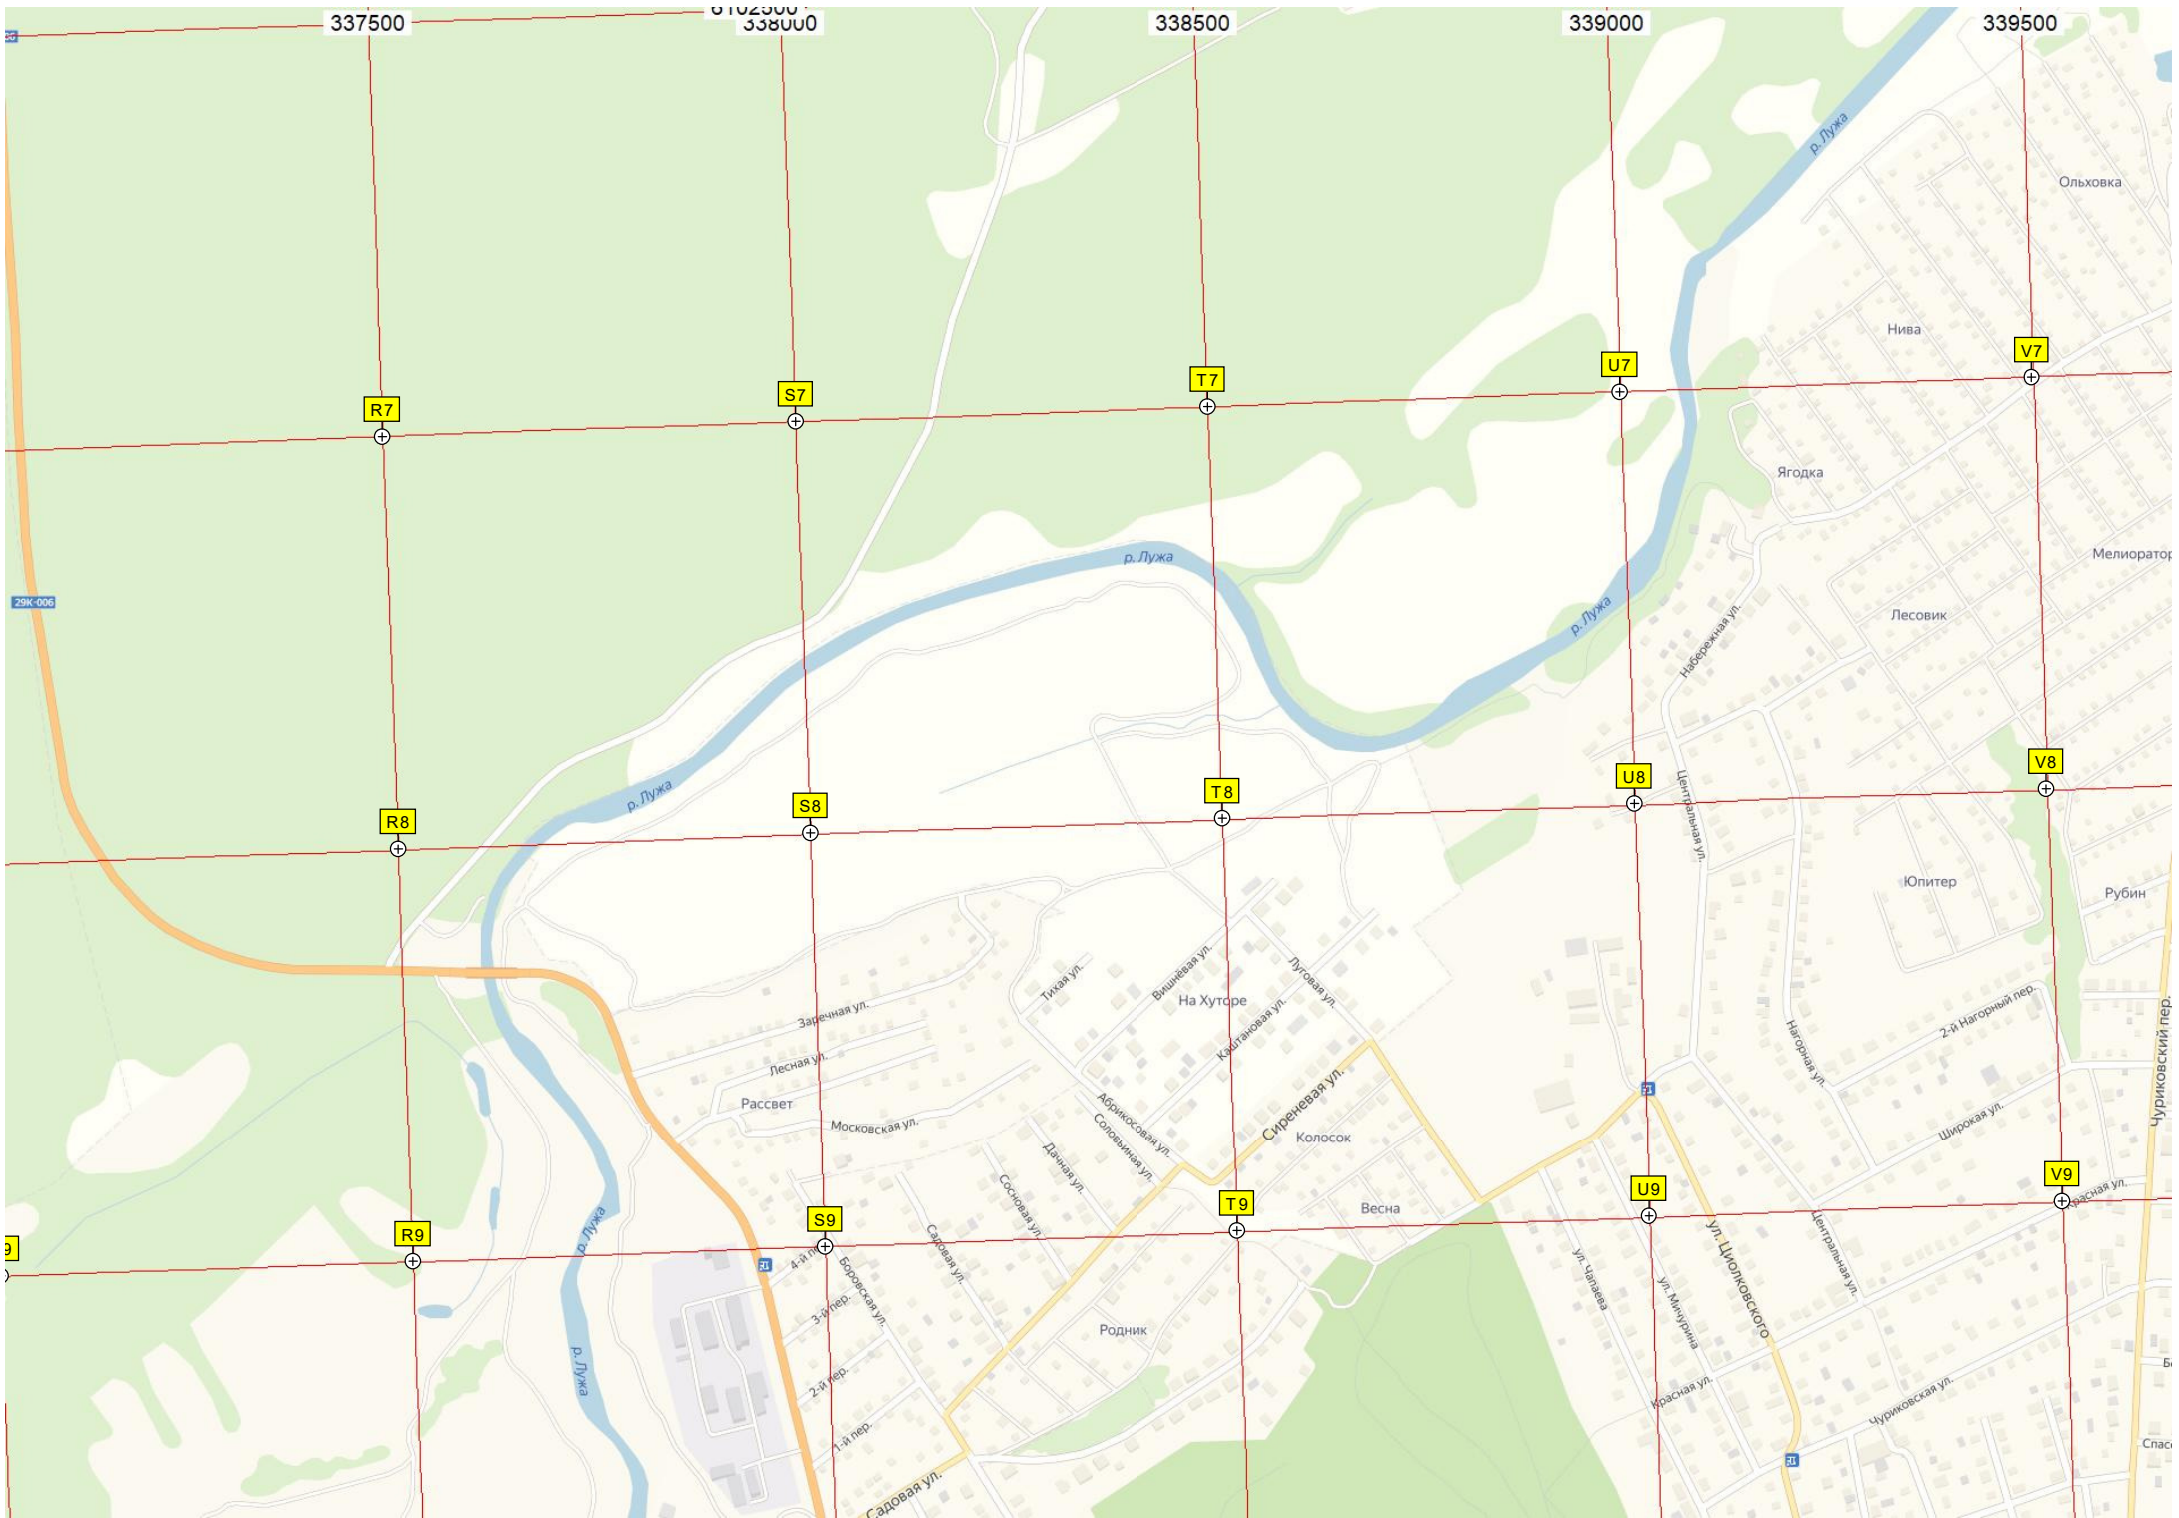 6102500
337500
338000
338500
339000
339500
р. Лужа
Ольховка
Нива
V7
U7
T7
S7
R7
Ягодка
р. Лужа
Мелиоратор
29К-006
р. Лужа
Лесовик
Набережная ул.
V8
U8
T8
S8
R8
р. Лужа
Центральная ул.
Юпитер
Рубин
Тихая ул.
Вишнёвая ул.
Луговая ул.
На Хуторе
Каштановая ул.
Заречная ул.
Лесная ул.
2-й Нагорный пер.
Нагорная ул.
Чуриковский пер.
Рассвет
Московская ул.
Абрикосовая ул.
Соловьиная ул.
Сиреневая ул.
Колосок
Широкая ул.
Дачная ул.
Сосновая ул.
V9
U9
T9
S9
R9
9
Красная ул.
Весна
р. Лужа
Садовая ул.
4-й пе
Боровская ул.
ул. Чапаева
ул. Мичурина
ул. Циолковского
Центральная ул.
3-й пер.
Родник
р. Лужа
2-й пер.
Красная ул.
Чуриковская ул.
1-й пер.
Спасс
Садовая ул.